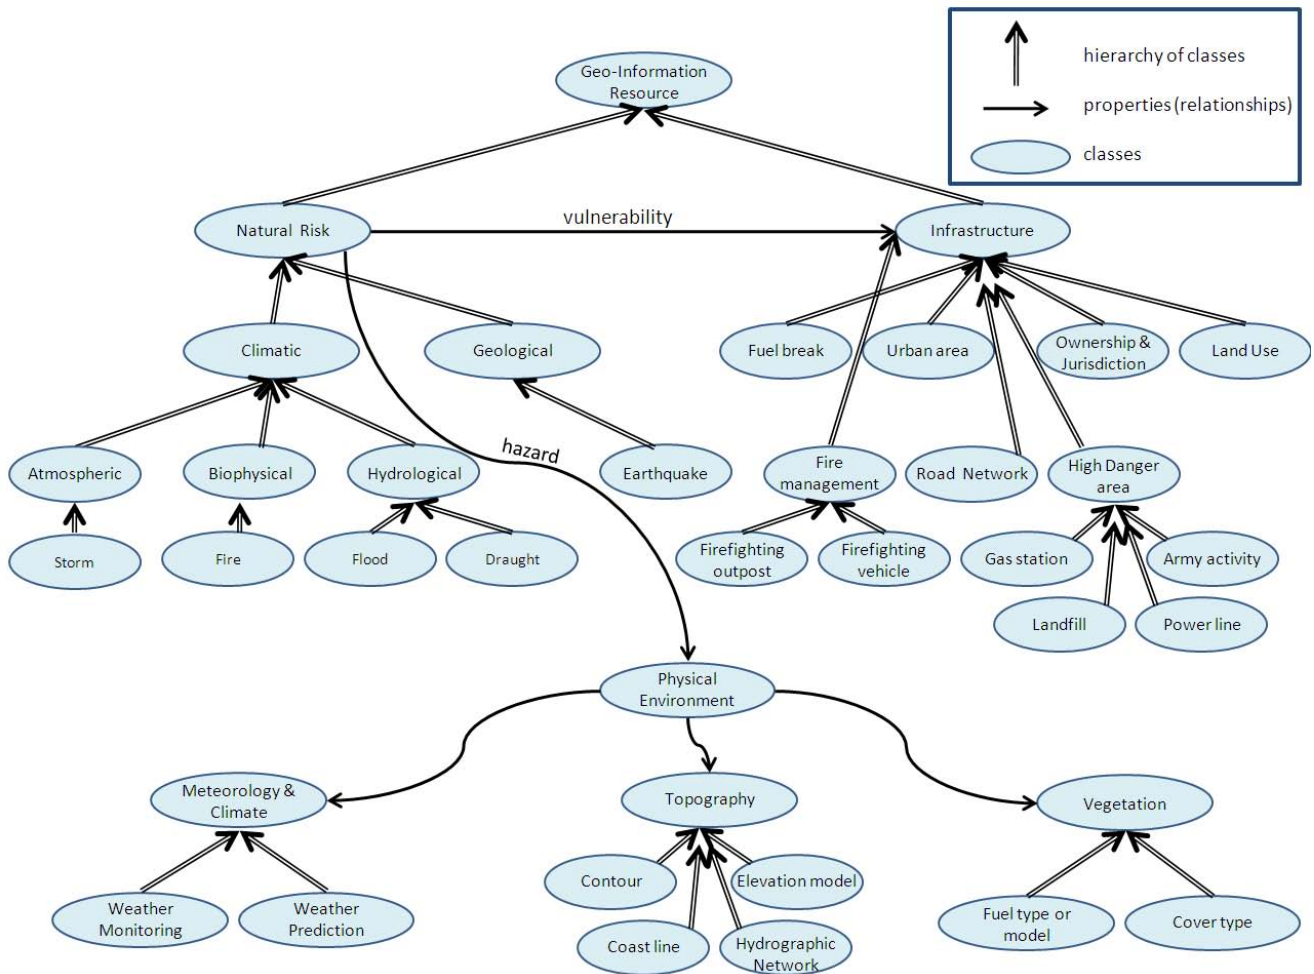 hierarchy of classes
properties (relationships)
classes
Geo-Information
Resource
Natural Risk
vulnerability
Infrastructure
Climatic
Geological
Fuel break
Urban area
Ownership &
Jurisdiction
Land Use
hazard
Atmospheric
Biophysical
Hydrological
Earthquake
Fire
management
Road Network
High Danger
area
Storm
Fire
Flood
Draught
Firefighting
outpost
Firefighting
vehicle
Gas station
Army activity
Landfill
Power line
Physical
Environment
Meteorology &
Climate
Topography
Vegetation
Contour
Elevation model
Weather
Monitoring
Weather
Prediction
Coast line
Hydrographic
Network
Fuel type or
model
Cover type